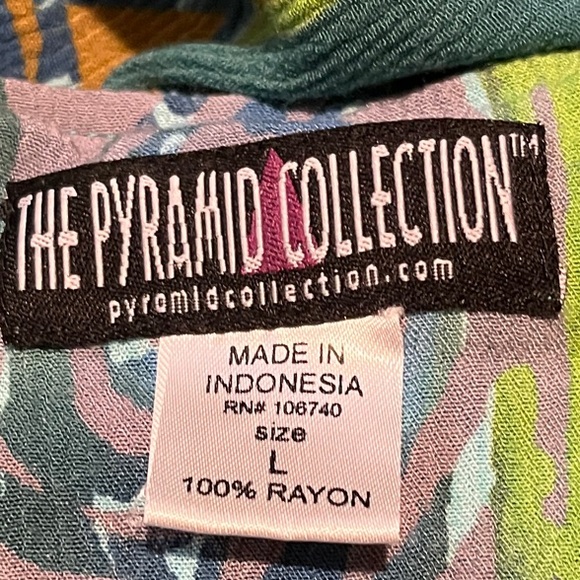 THE PYRAMID COLLECTION™
pyramidcollection.com
MADE IN
INDONESIA
RN# 106740
size
L
100% RAYON